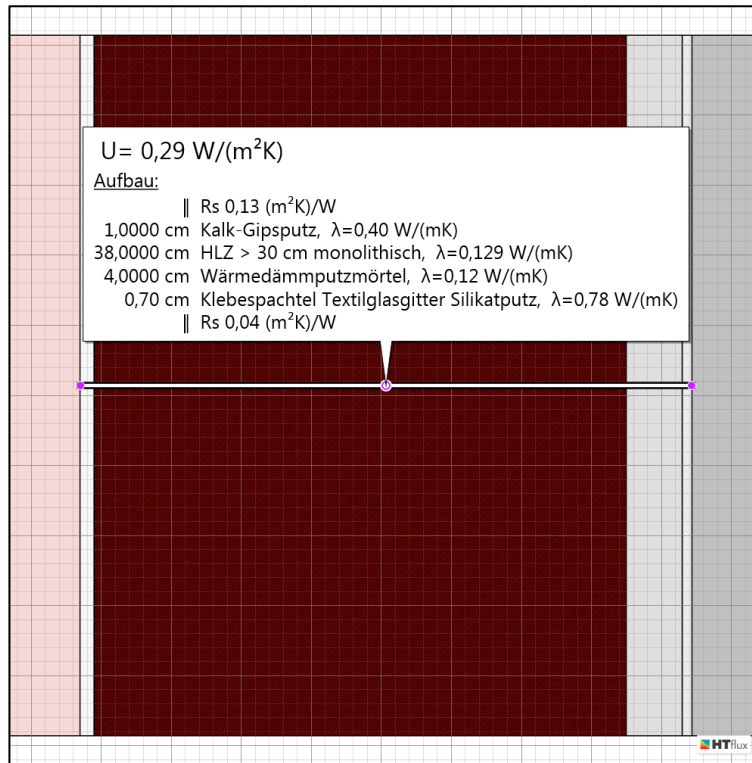 U= 0,29 W/(m²K)
Aufbau:
‖ Rs 0,13 (m²K)/W
1,0000 cm Kalk-Gipsputz, λ=0,40 W/(mK)
38,0000 cm HLZ > 30 cm monolithisch, λ=0,129 W/(mK)
4,0000 cm Wärmedämmputzmörtel, λ=0,12 W/(mK)
0,70 cm Klebespachtel Textilglasgitter Silikatputz, λ=0,78 W/(mK)
‖ Rs 0,04 (m²K)/W
U
HTflux